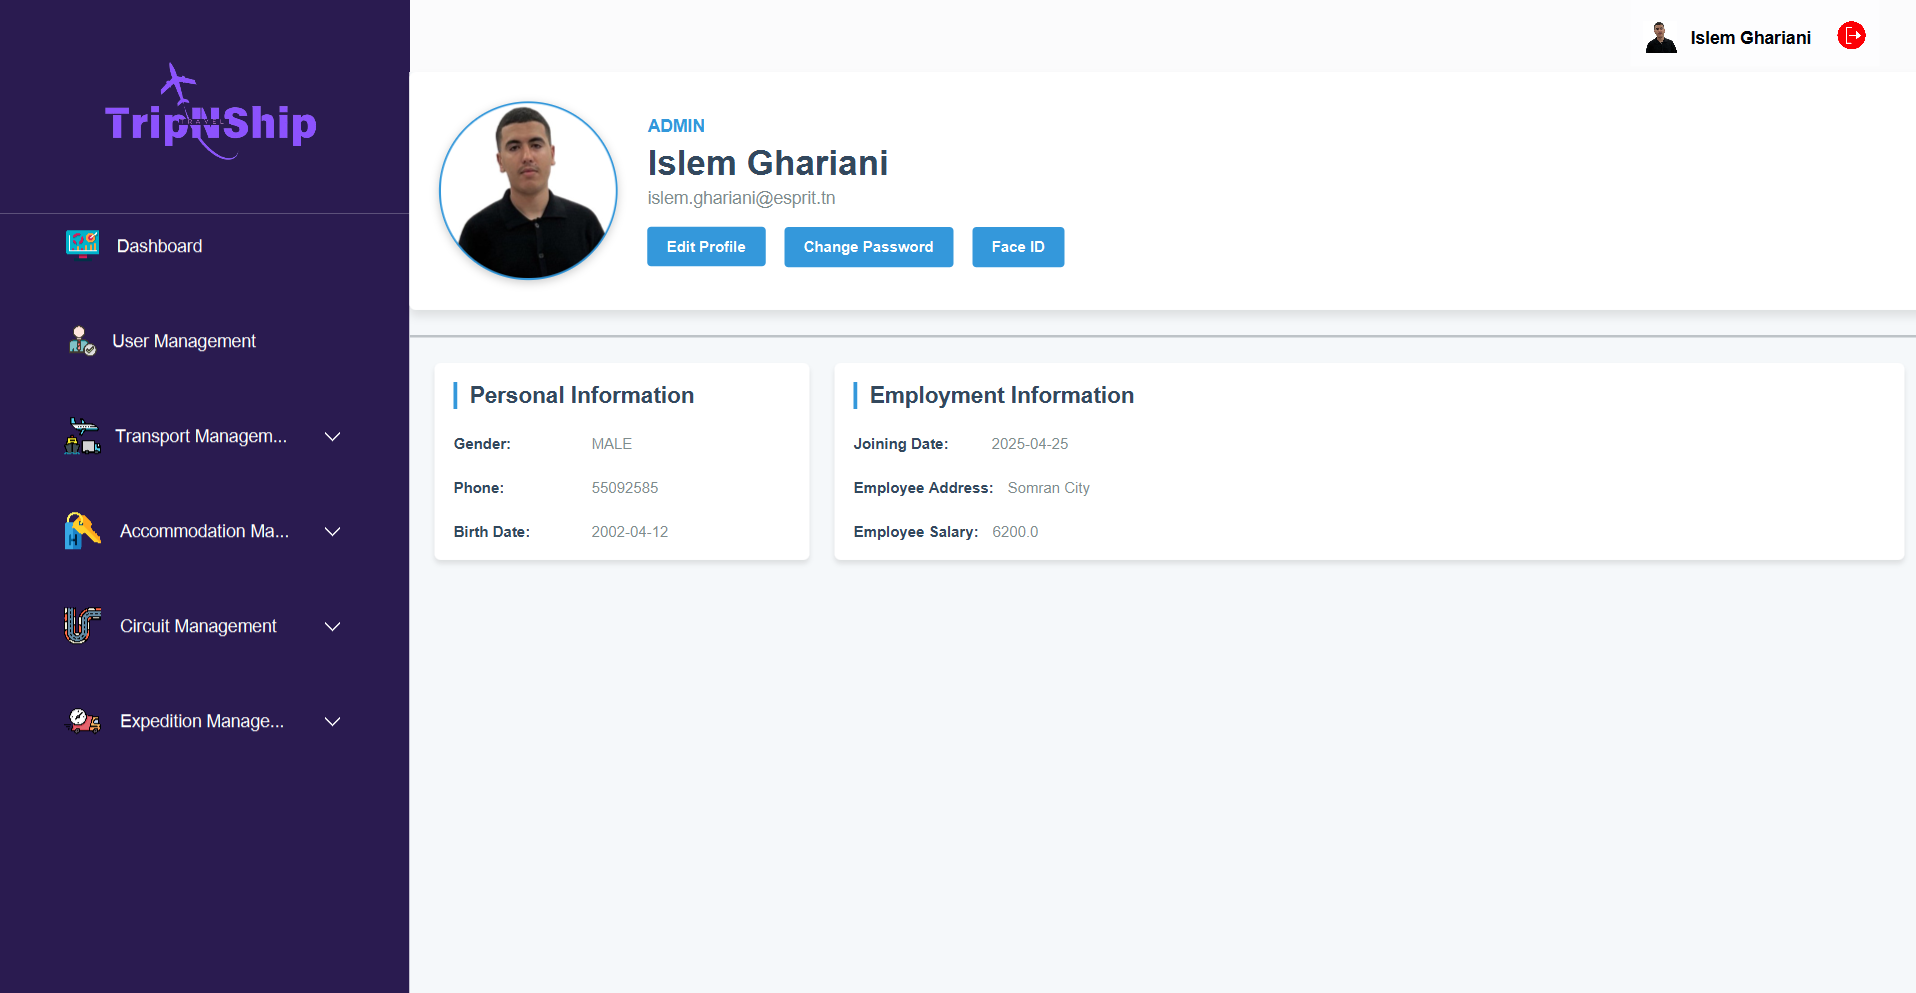 TripNShip
TRAVEL
Dashboard
User Management
Transport Managem...
Accommodation Ma...
Circuit Management
Expedition Manage...
Islem Ghariani
ADMIN
Islem Ghariani
islem.ghariani@esprit.tn
Edit Profile Change Password Face ID
Personal Information
Gender: MALE
Phone: 55092585
Birth Date: 2002-04-12
Employment Information
Joining Date: 2025-04-25
Employee Address: Somran City
Employee Salary: 6200.0